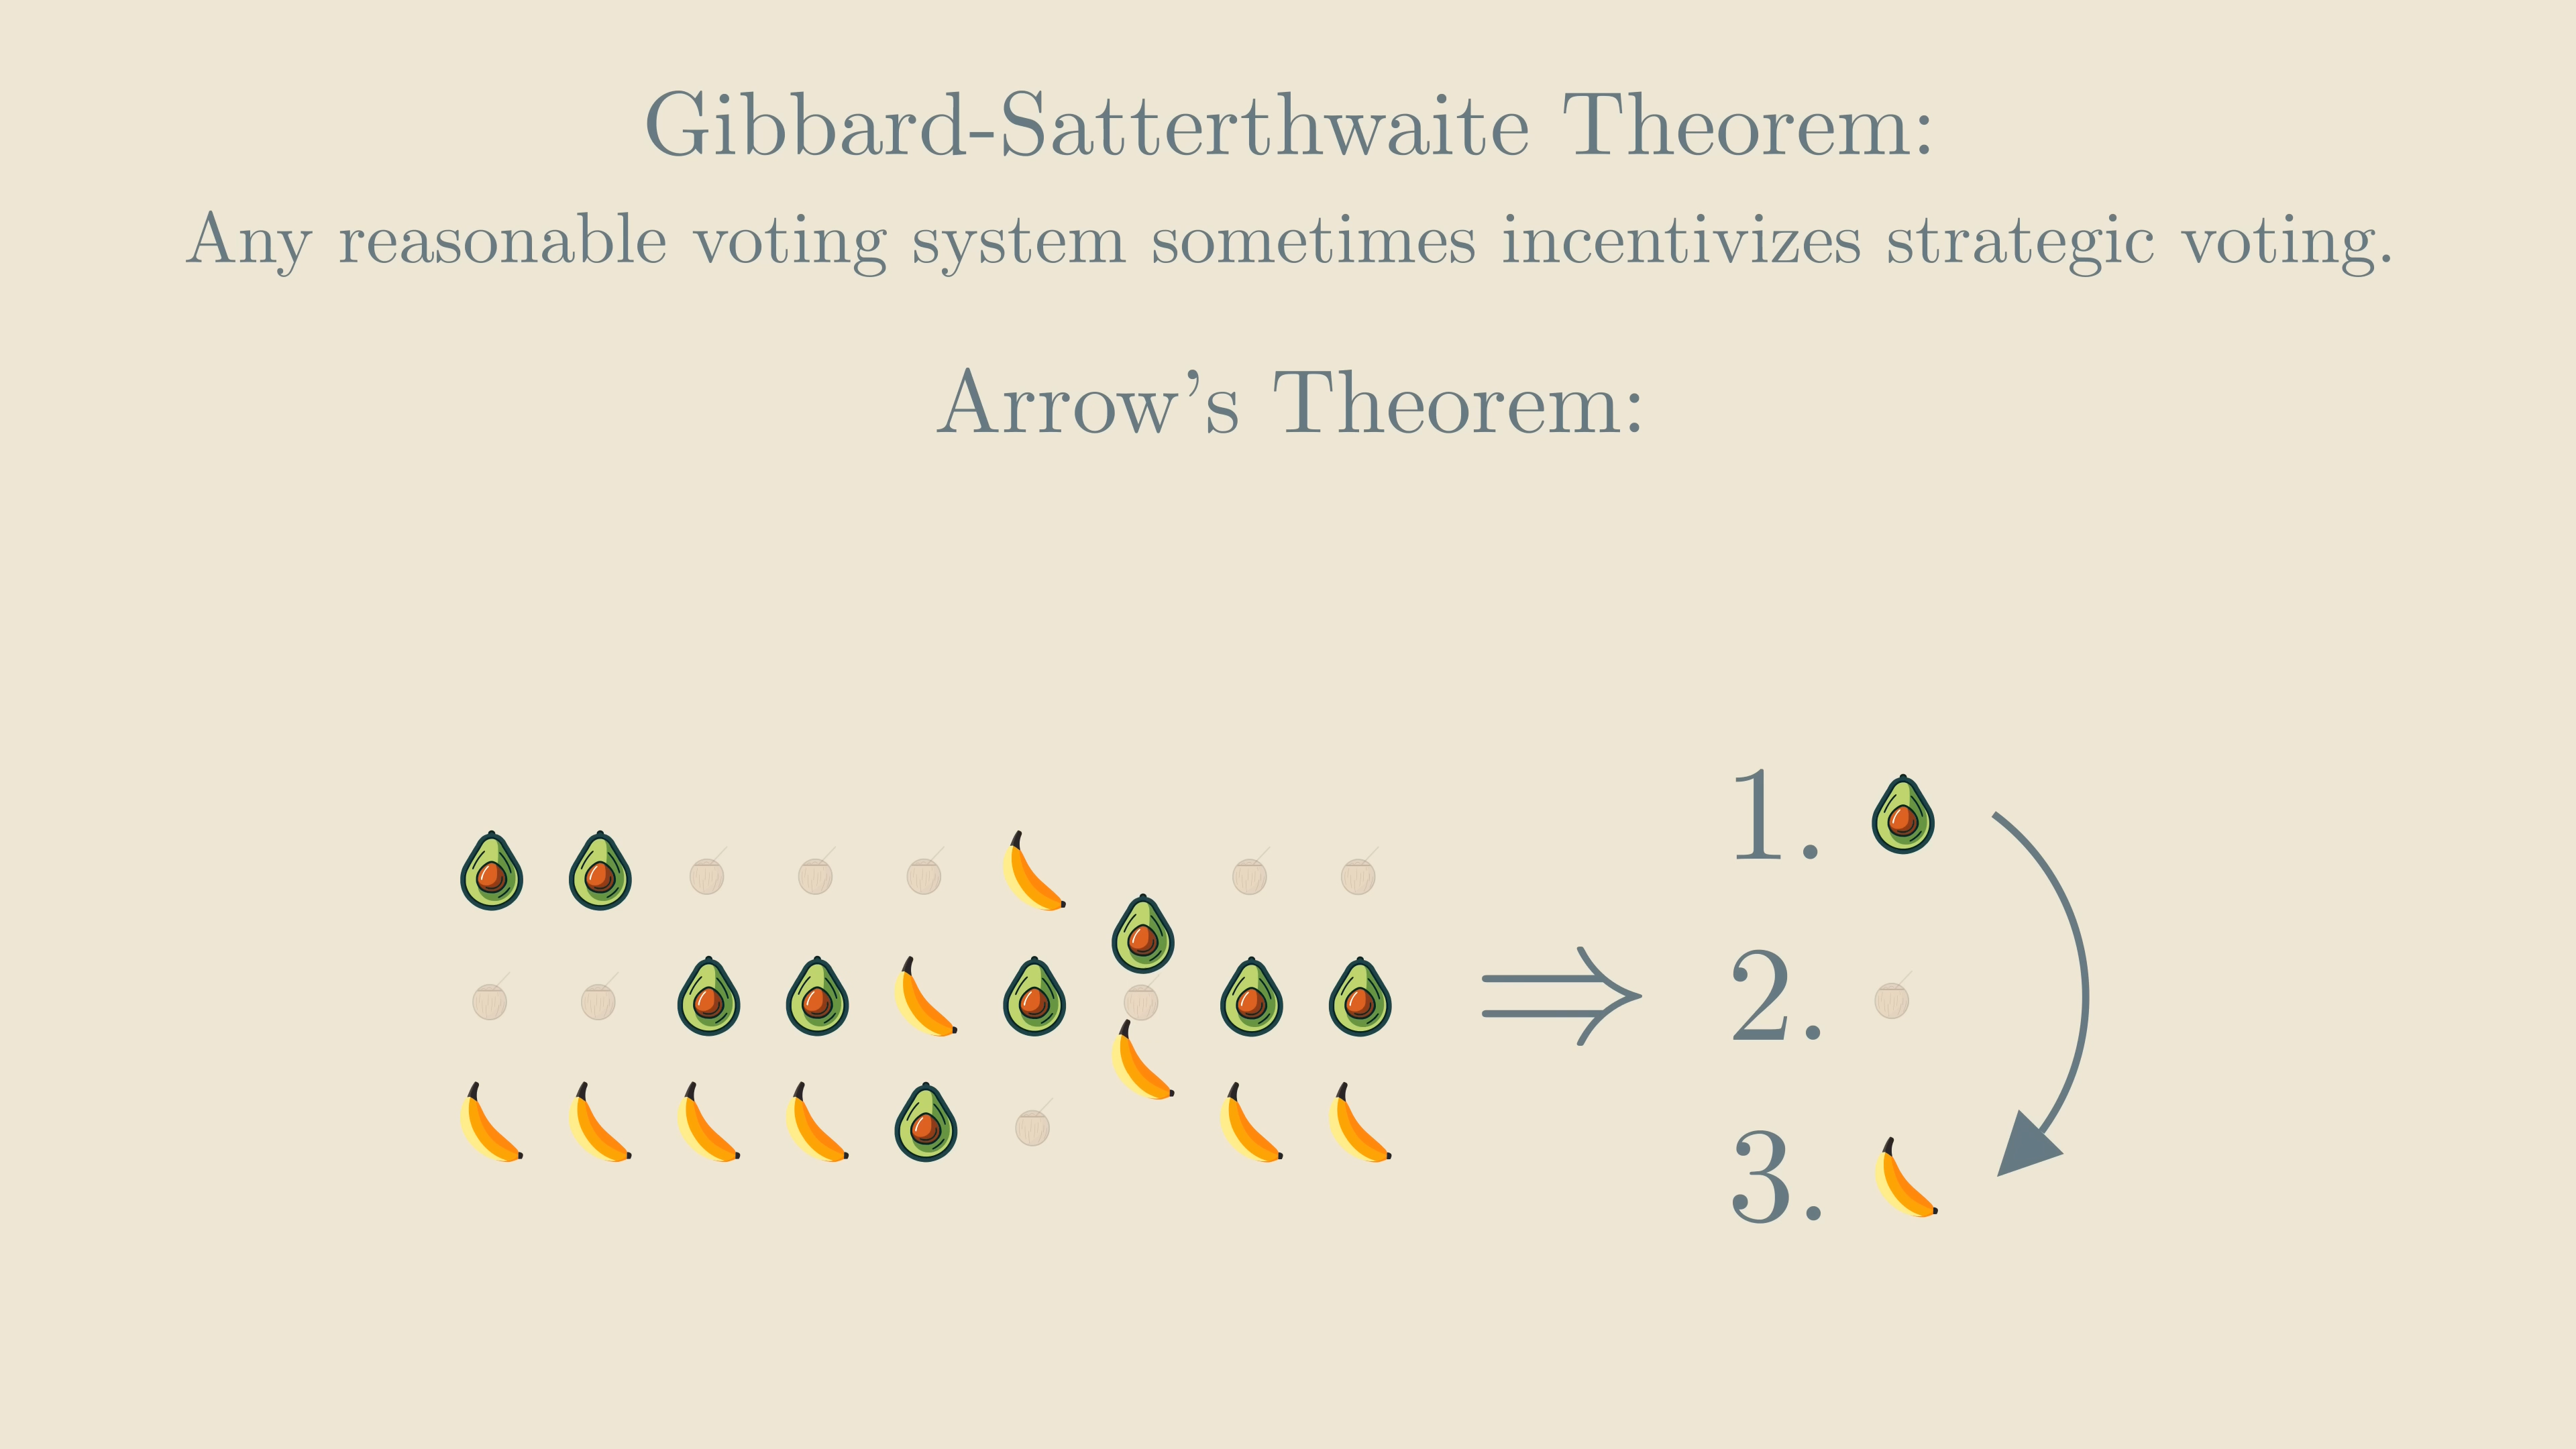 Gibbard-Satterthwaite Theorem:
Any reasonable voting system sometimes incentivizes strategic voting.
Arrow's Theorem:
1.
2.
3.